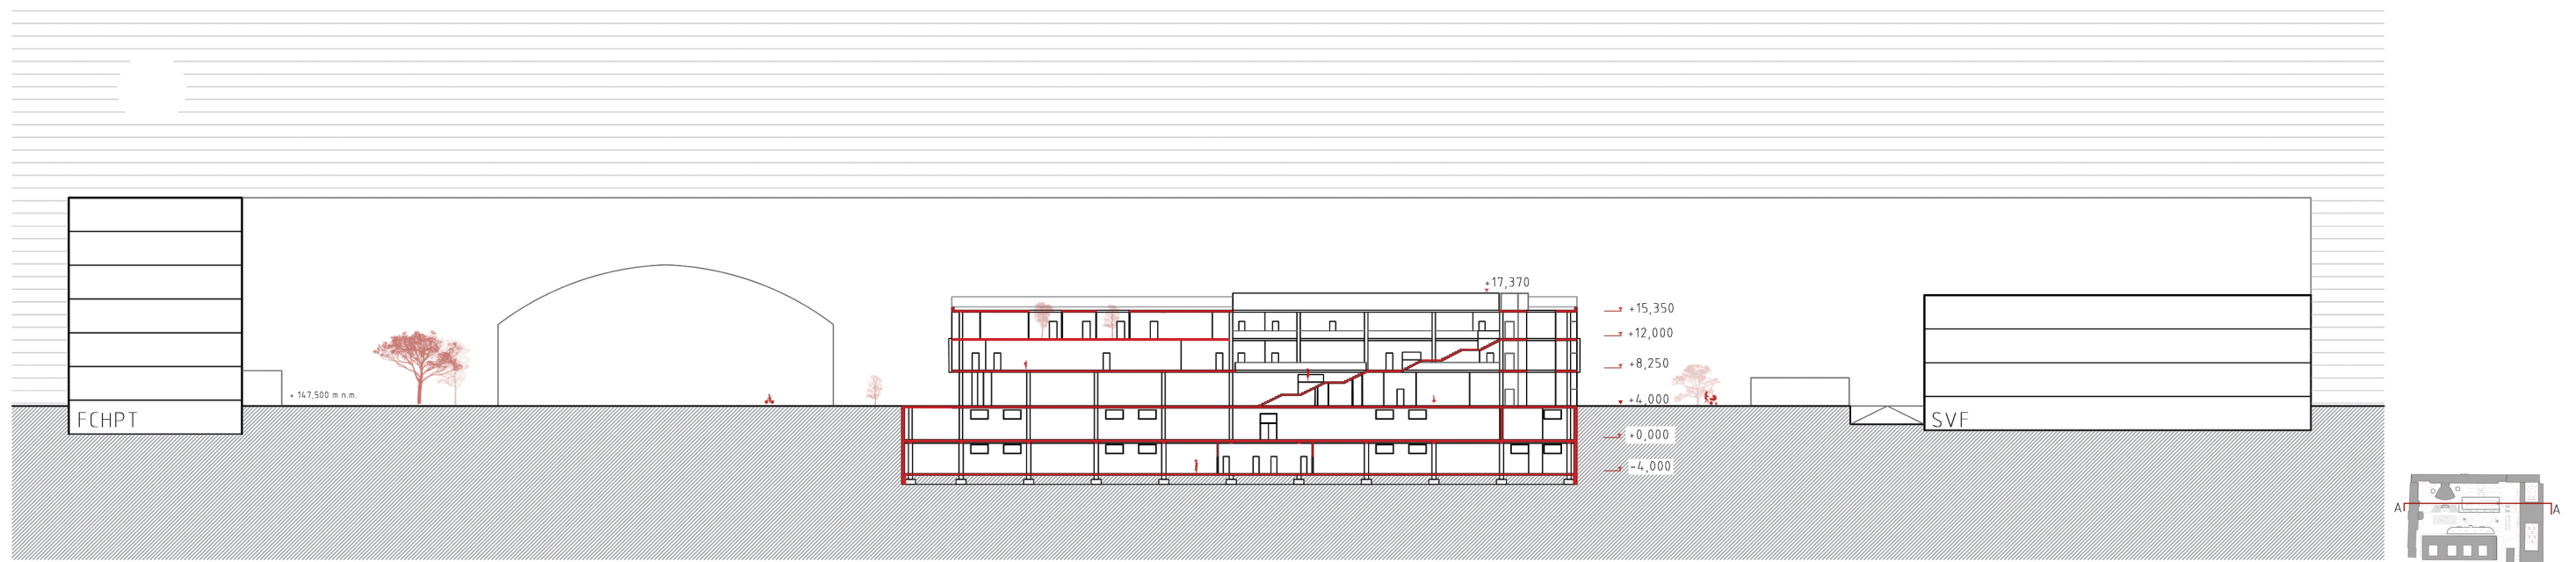 +17,370
+15,350
+12,000
+8,250
+ 147,500 m n.m.
+4,000
FCHPT
SVF
+0,000
-4,000
A
A